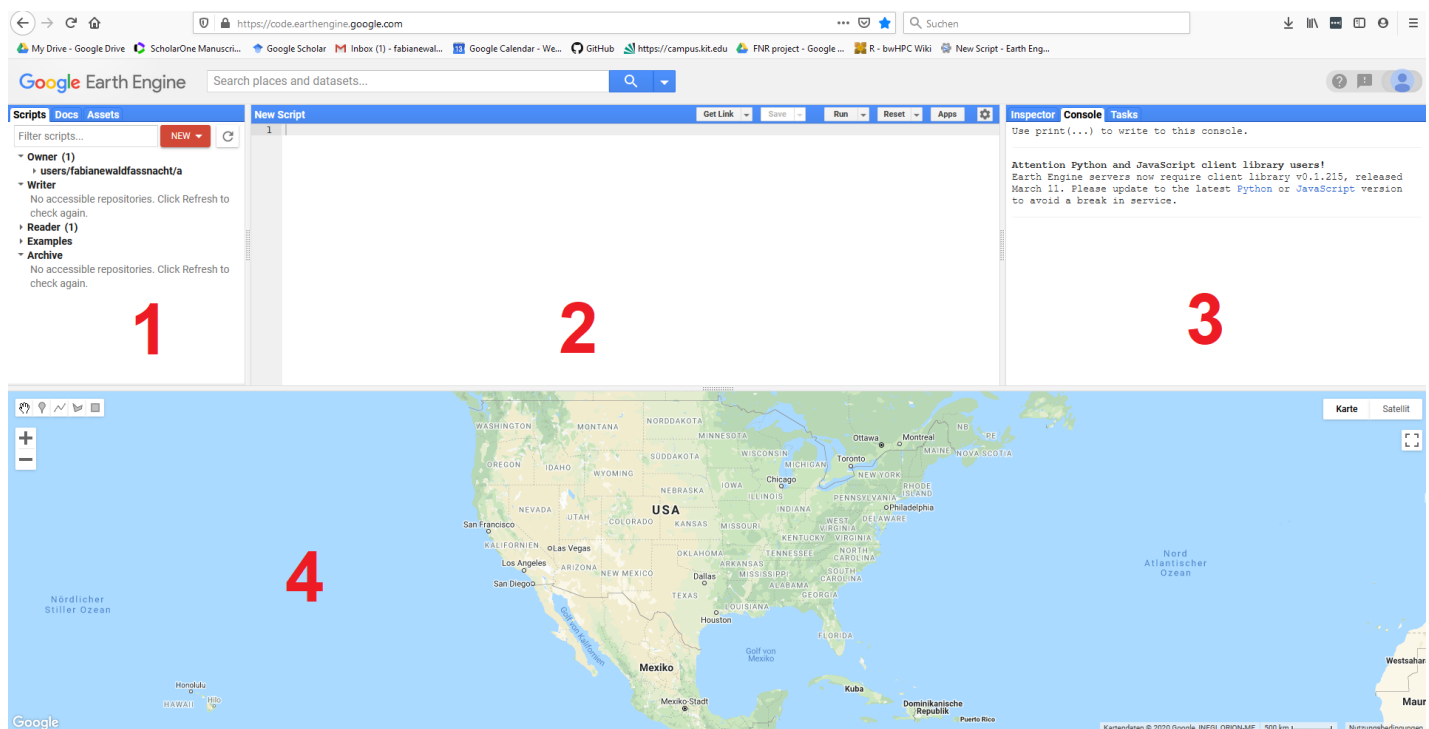 https://code.earthengine.google.com
Suchen
My Drive - Google Drive
ScholarOne Manuscri...
Google Scholar
Inbox (1) - fabianewal...
Google Calendar - We...
GitHub
https://campus.kit.edu
FNR project - Google ...
R - bwHPC Wiki
New Script - Earth Eng...
Google Earth Engine
Search places and datasets...
Scripts Docs Assets
Filter scripts...
NEW
Owner (1)
users/fabianewaldfassnacht/a
Writer
No accessible repositories. Click Refresh to
check again.
Reader (1)
Examples
Archive
No accessible repositories. Click Refresh to
check again.
1
New Script
Get Link
Save
Run
Reset
Apps
1
2
Inspector Console Tasks
Use print(...) to write to this console.
Attention Python and JavaScript client library users!
Earth Engine servers now require client library v0.1.215, released
March 11. Please update to the latest Python or JavaScript version
to avoid a break in service.
3
Karte
Satellit
WASHINGTON
MONTANA
NORDDAKOTA
MINNESOTA
Ottawa
Montreal
NB
PE
MAINE
NOVA SCOTIA
OREGON
IDAHO
WYOMING
SÜDDAKOTA
WISCONSIN
MICHIGAN
Toronto
NEW YORK
Chicago
IOWA
NEBRASKA
ILLINOIS
INDIANA
PENNSYLVANIA
RHODE
ISLAND
Philadelphia
NEVADA
UTAH
COLORADO
USA
KANSAS
MISSOURI
WEST
VIRGINIA
DELAWARE
San Francisco
KENTUCKY
VIRGINIA
KALIFORNIEN
Las Vegas
OKLAHOMA
TENNESSEE
NORTH
CAROLINA
Los Angeles
ARIZONA
NEW MEXICO
ARKANSAS
MISSISSIPPI
SOUTH
CAROLINA
San Diego
Dallas
ALABAMA
GEORGIA
TEXAS
LOUISIANA
Houston
FLORIDA
4
Nördlicher
Stiller Ozean
Nord
Atlantischer
Ozean
Golf von
Kalifornien
Golf von
Mexiko
Mexiko
Westsahar
Honolulu
HAWAII
Hilo
Mexiko-Stadt
Kuba
Dominikanische
Republik
Puerto Rico
Maur
Google
Kartendaten © 2020 Google, INEGI, ORION-ME
500 km
Nutzungsbedingungen